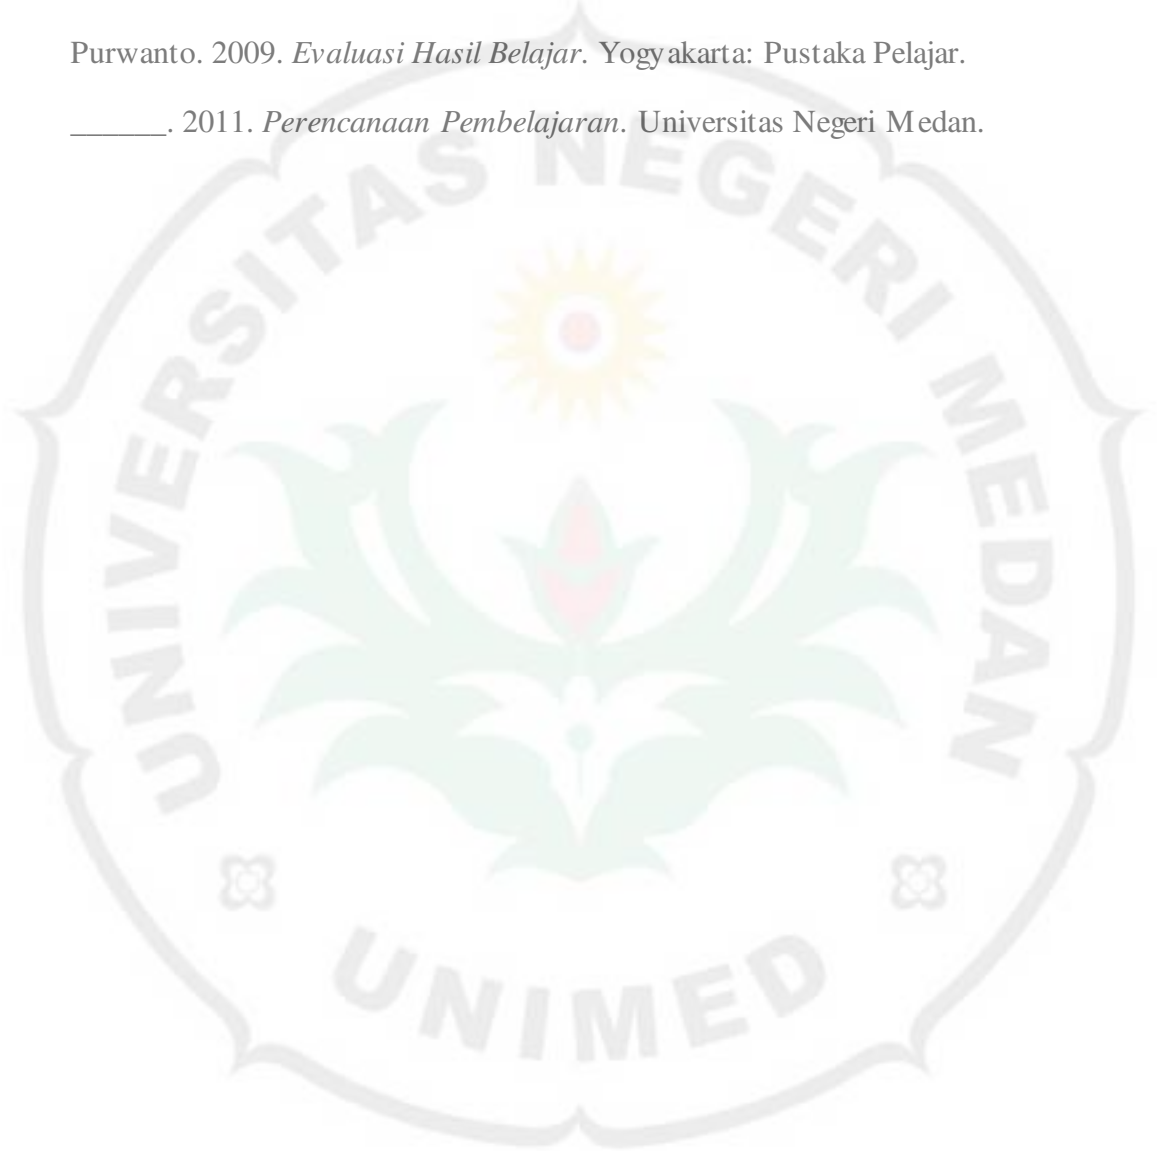 Purwanto. 2009. Evaluasi Hasil Belajar. Yogyakarta: Pustaka Pelajar.
______. 2011. Perencanaan Pembelajaran. Universitas Negeri Medan.
UNIVERSITAS NEGERI MEDAN
UNIMED